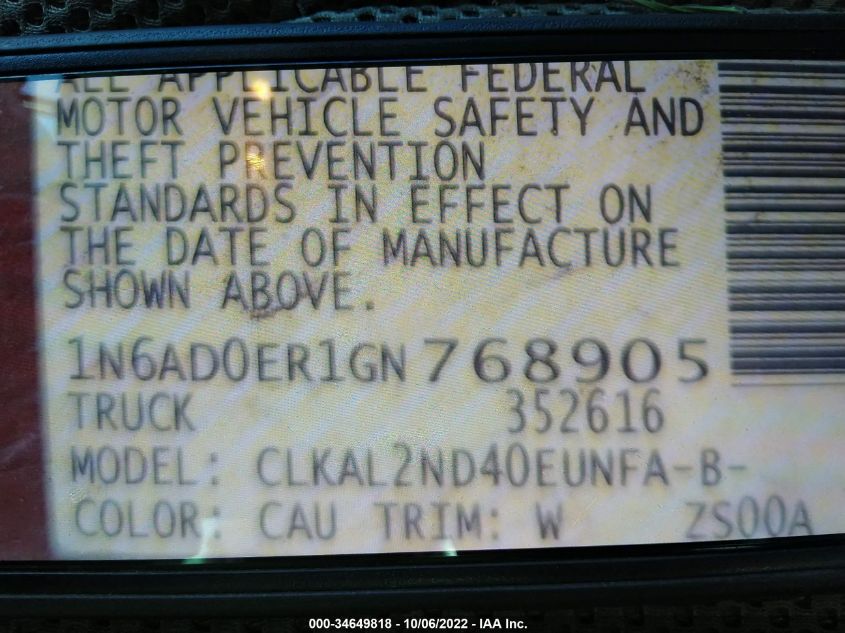 ALL APPLICABLE FEDERAL
MOTOR VEHICLE SAFETY AND
THEFT PREVENTION
STANDARDS IN EFFECT ON
THE DATE OF MANUFACTURE
SHOWN ABOVE.
1N6AD0ER1GN768905
TRUCK 352616
MODEL: CLKAL2ND40EUNFA-B-
COLOR: CAU TRIM: W ZS00A
000-34649818 - 10/06/2022 - IAA Inc.